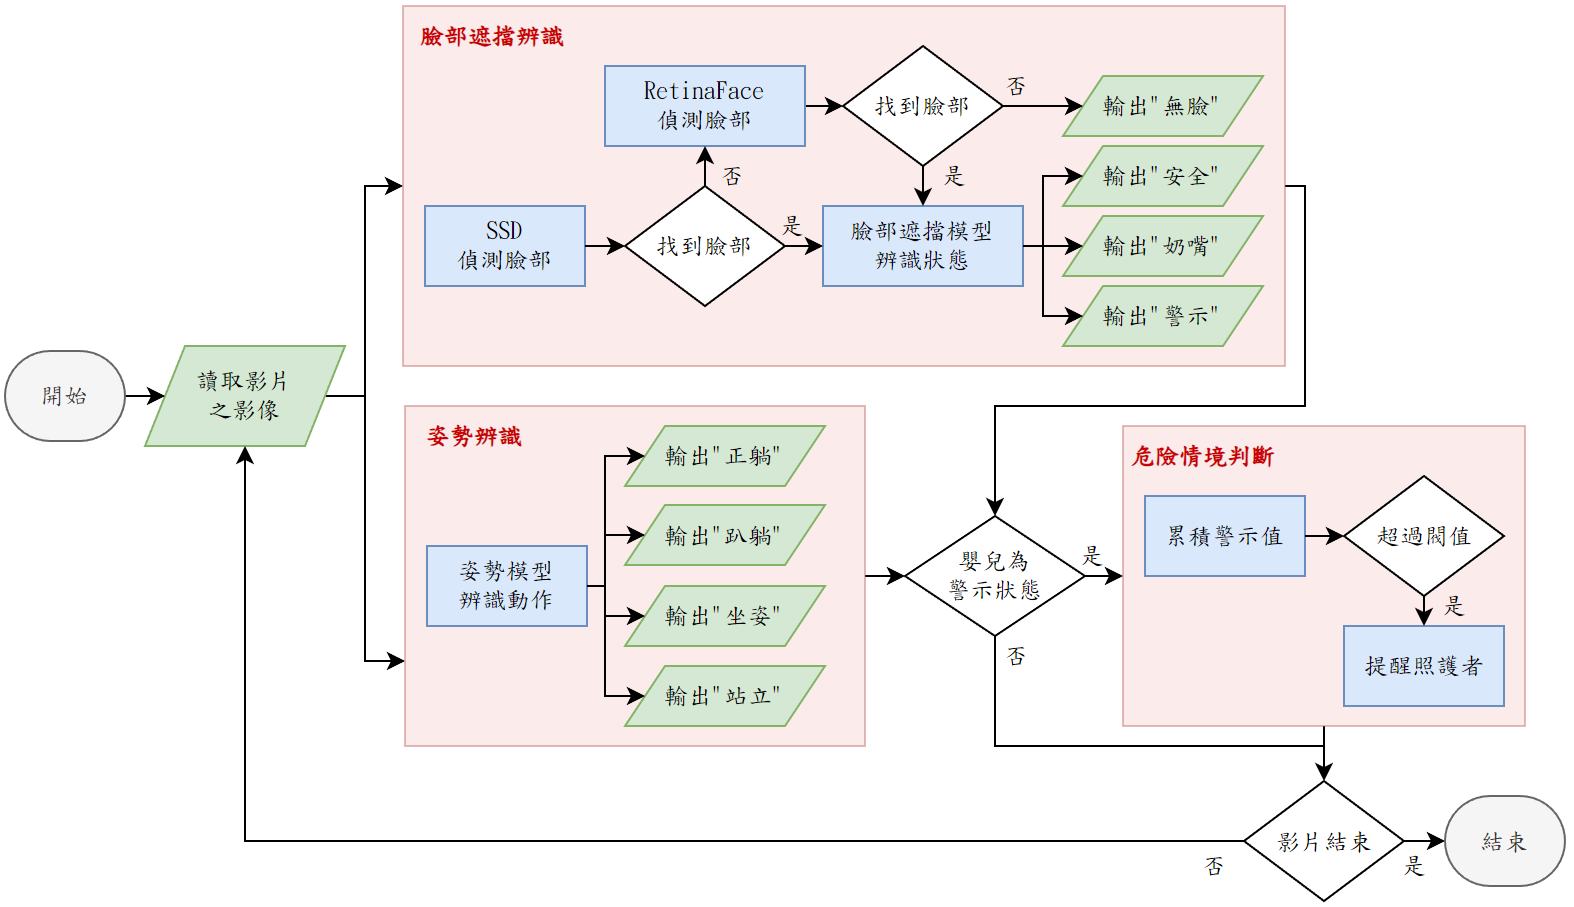 開始
讀取影片
之影像
臉部遮擋辨識
SSD
偵測臉部
找到臉部
否
是
RetinaFace
偵測臉部
找到臉部
否
是
臉部遮擋模型
辨識狀態
輸出"無臉"
輸出"安全"
輸出"奶嘴"
輸出"警示"
姿勢辨識
姿勢模型
辨識動作
輸出"正躺"
輸出"趴躺"
輸出"坐姿"
輸出"站立"
嬰兒為
警示狀態
是
否
危險情境判斷
累積警示值
超過閥值
是
提醒照護者
影片結束
否
是
結束